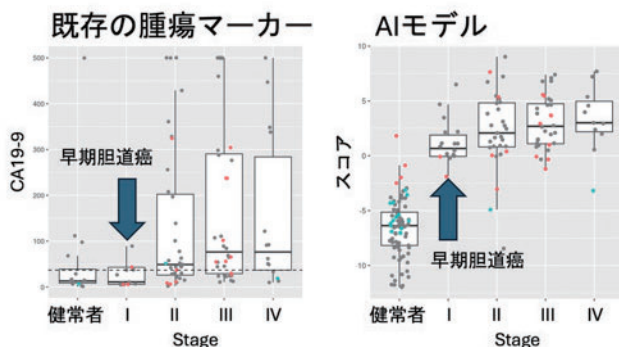 既存の腫瘍マーカー
CA19-9
500
400
300
200
100
0
早期胆道癌
健常者 I II III IV
Stage
AIモデル
スコア
10
5
0
-5
-10
早期胆道癌
健常者 I II III IV
Stage